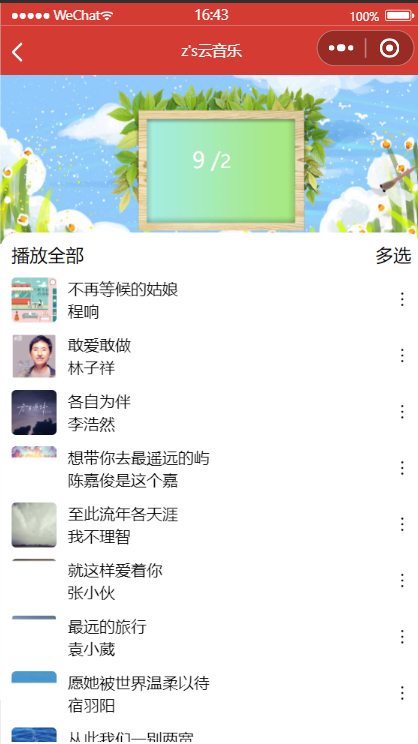 WeChat
16:43
100%
z's云音乐
9 /2
播放全部
多选
不再等候的姑娘
程响
敢爱敢做
林子祥
各自为伴
李浩然
想带你去最遥远的屿
陈嘉俊是这个嘉
至此流年各天涯
我不理智
就这样爱着你
张小伙
最远的旅行
袁小葳
愿她被世界温柔以待
宿羽阳
从此我们一别两宽